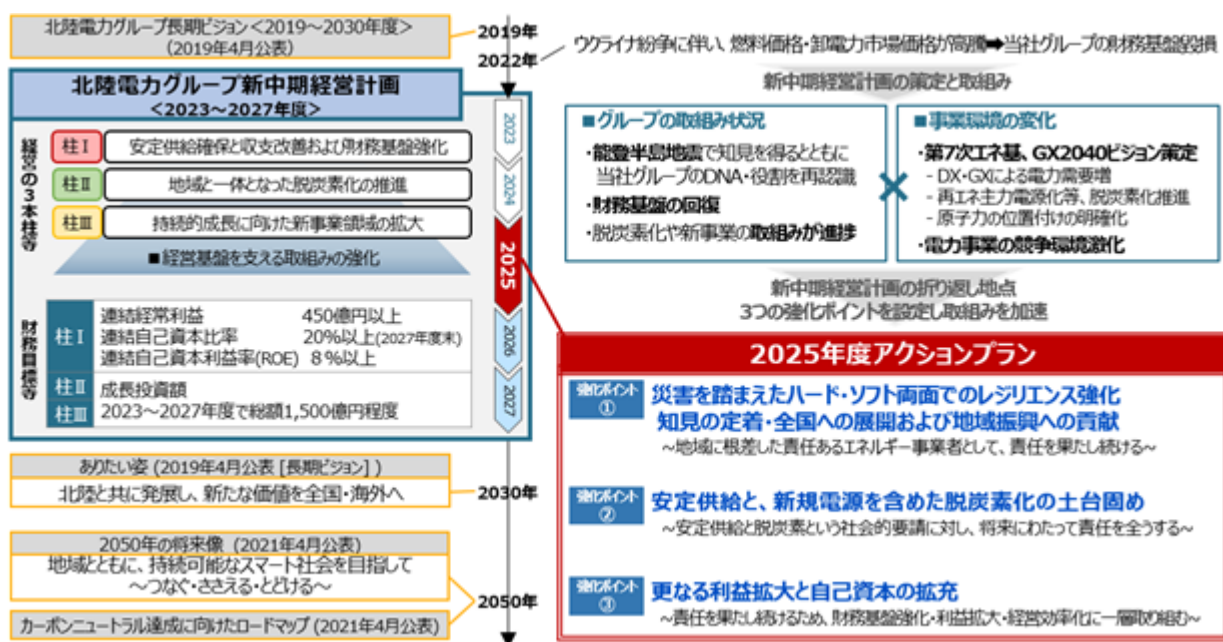 北陸電力グループ長期ビジョン<2019～2030年度>
(2019年4月公表)
2019年
2022年
ウクライナ紛争に伴い、燃料価格・卸電力市場価格が高騰➡当社グループの財務基盤毀損
新中期経営計画の策定と取組み
北陸電力グループ新中期経営計画
<2023～2027年度>
経営の3本柱等
柱Ⅰ
安定供給確保と収支改善および財務基盤強化
柱Ⅱ
地域と一体となった脱炭素化の推進
柱Ⅲ
持続的成長に向けた新事業領域の拡大
■経営基盤を支える取組みの強化
財務目標等
柱Ⅰ
連結経常利益 450億円以上
連結自己資本比率 20%以上(2027年度末)
連結自己資本利益率(ROE) 8%以上
柱Ⅱ
柱Ⅲ
成長投資額
2023～2027年度で総額1,500億円程度
2023
2024
2025
2026
2027
■グループの取組み状況
・能登半島地震で知見を得るとともに
当社グループのDNA・役割を再認識
・財務基盤の回復
・脱炭素化や新事業の取組みが進捗
×
■事業環境の変化
・第7次エネ基、GX2040ビジョン策定
- DX・GXによる電力需要増
- 再エネ主力電源化等、脱炭素化推進
- 原子力の位置付けの明確化
・電力事業の競争環境激化
新中期経営計画の折り返し地点
3つの強化ポイントを設定し取組みを加速
2025年度アクションプラン
強化ポイント
①
災害を踏まえたハード・ソフト両面でのレジリエンス強化
知見の定着・全国への展開および地域振興への貢献
～地域に根差した責任あるエネルギー事業者として、責任を果たし続ける～
強化ポイント
②
安定供給と、新規電源を含めた脱炭素化の土台固め
～安定供給と脱炭素という社会的要請に対し、将来にわたって責任を全うする～
強化ポイント
③
更なる利益拡大と自己資本の拡充
～責任を果たし続けるため、財務基盤強化・利益拡大・経営効率化に一層取り組む～
ありたい姿 (2019年4月公表 [長期ビジョン] )
北陸と共に発展し、新たな価値を全国・海外へ
2030年
2050年の将来像 (2021年4月公表)
地域とともに、持続可能なスマート社会を目指して
～つなぐ・ささえる・とどける～
2050年
カーボンニュートラル達成に向けたロードマップ (2021年4月公表)